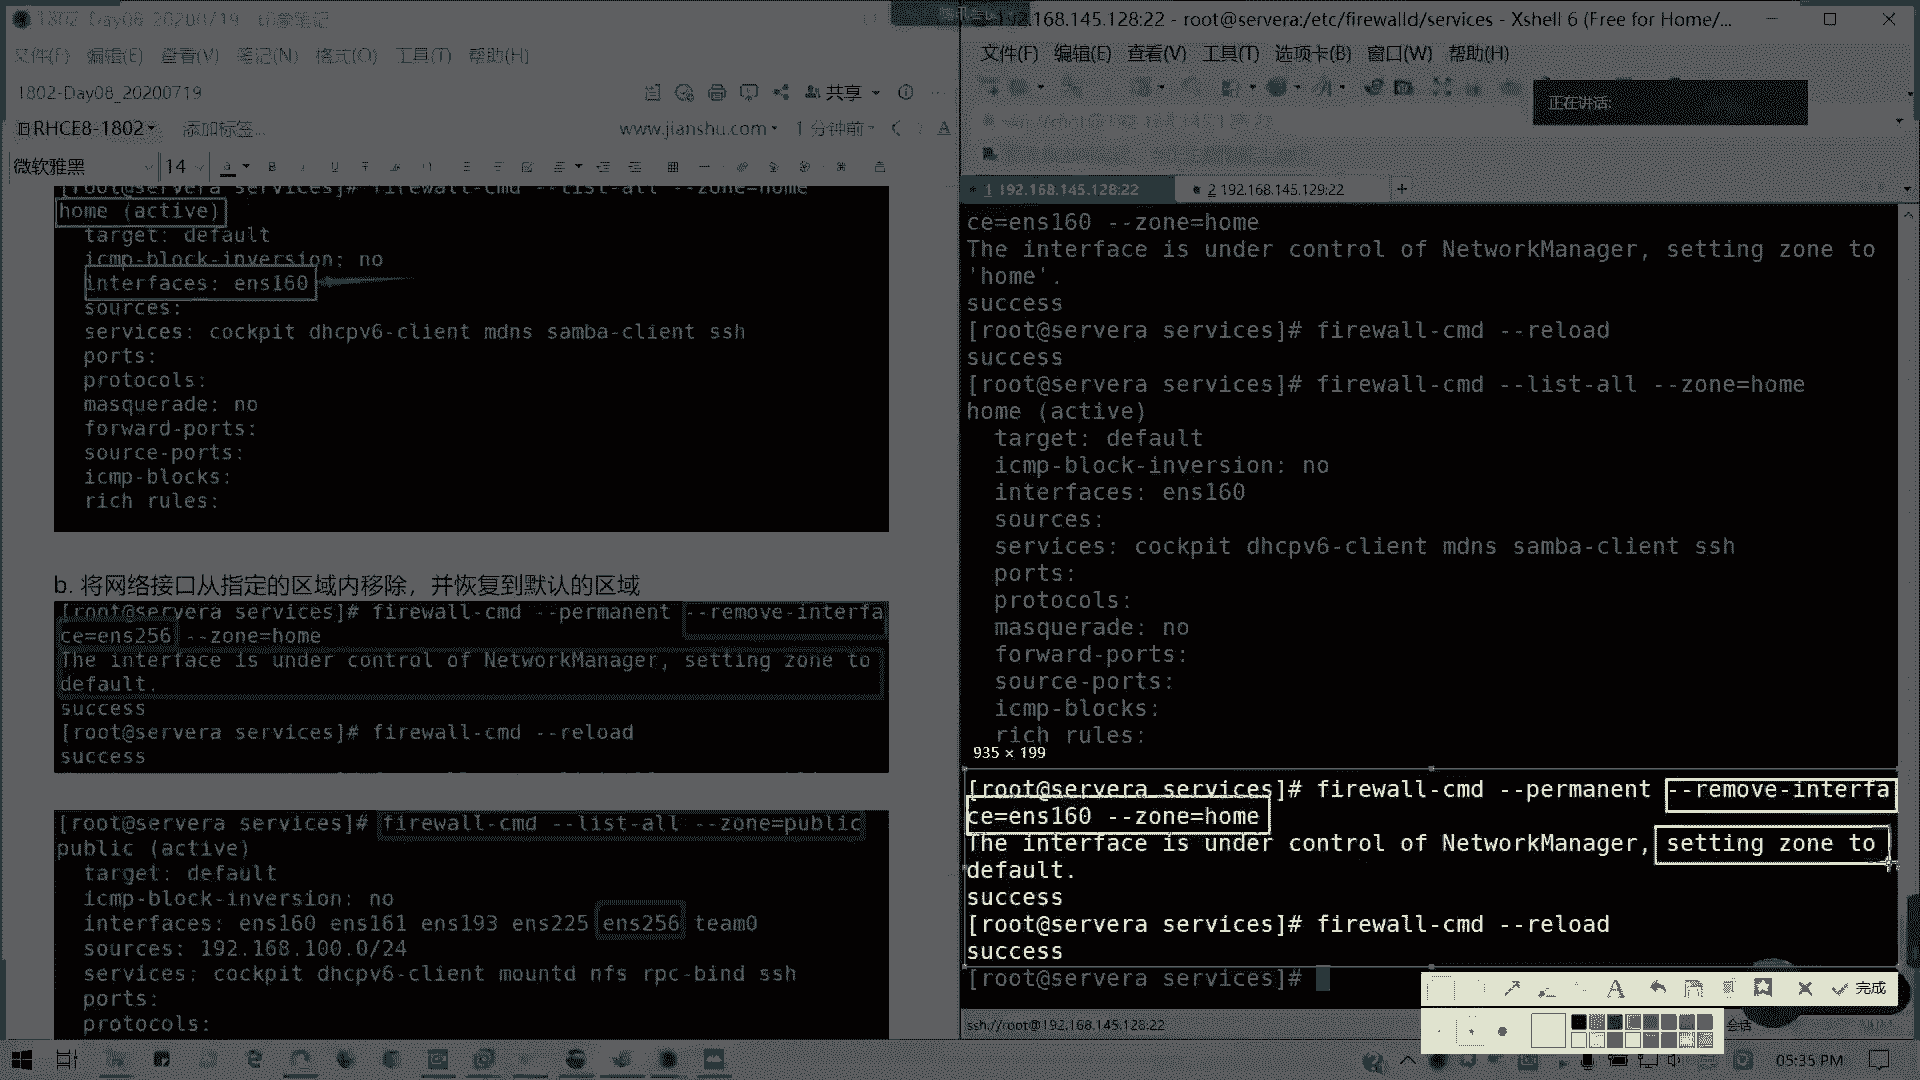 1802-Day08_20200719 - 印象笔记
文件(F) 编辑(E) 查看(V) 笔记(N) 格式(O) 工具(T) 帮助(H)
1802-Day08_20200719
共享
RHCE8-1802
添加标签...
www.jianshu.com
1 分钟前
微软雅黑
14
[root@servera services]# firewall-cmd --list-all --zone=home
home (active)
target: default
icmp-block-inversion: no
interfaces: ens160
sources:
services: cockpit dhcpv6-client mdns samba-client ssh
ports:
protocols:
masquerade: no
forward-ports:
source-ports:
icmp-blocks:
rich rules:
b. 将网络接口从指定的区域内移除，并恢复到默认的区域
[root@servera services]# firewall-cmd --permanent --remove-interfa
ce=ens256 --zone=home
The interface is under control of NetworkManager, setting zone to
default.
success
[root@servera services]# firewall-cmd --reload
success
[root@servera services]# firewall-cmd --list-all --zone=public
public (active)
target: default
icmp-block-inversion: no
interfaces: ens160 ens161 ens193 ens225 ens256 team0
sources: 192.168.100.0/24
services: cockpit dhcpv6-client mountd nfs rpc-bind ssh
ports:
protocols:
.168.145.128:22 - root@servera:/etc/firewalld/services - Xshell 6 (Free for Home/...
文件(F) 编辑(E) 查看(V) 工具(T) 选项卡(B) 窗口(W) 帮助(H)
正在讲话:
1 192.168.145.128:22
2 192.168.145.129:22
+
ce=ens160 --zone=home
The interface is under control of NetworkManager, setting zone to
'home'.
success
[root@servera services]# firewall-cmd --reload
success
[root@servera services]# firewall-cmd --list-all --zone=home
home (active)
target: default
icmp-block-inversion: no
interfaces: ens160
sources:
services: cockpit dhcpv6-client mdns samba-client ssh
ports:
protocols:
masquerade: no
forward-ports:
source-ports:
icmp-blocks:
rich rules:
935 × 199
[root@servera services]# firewall-cmd --permanent --remove-interfa
ce=ens160 --zone=home
The interface is under control of NetworkManager, setting zone to
default.
success
[root@servera services]# firewall-cmd --reload
success
[root@servera services]#
完成
ssh://root@192.168.145.128:22
会话
05:35 PM